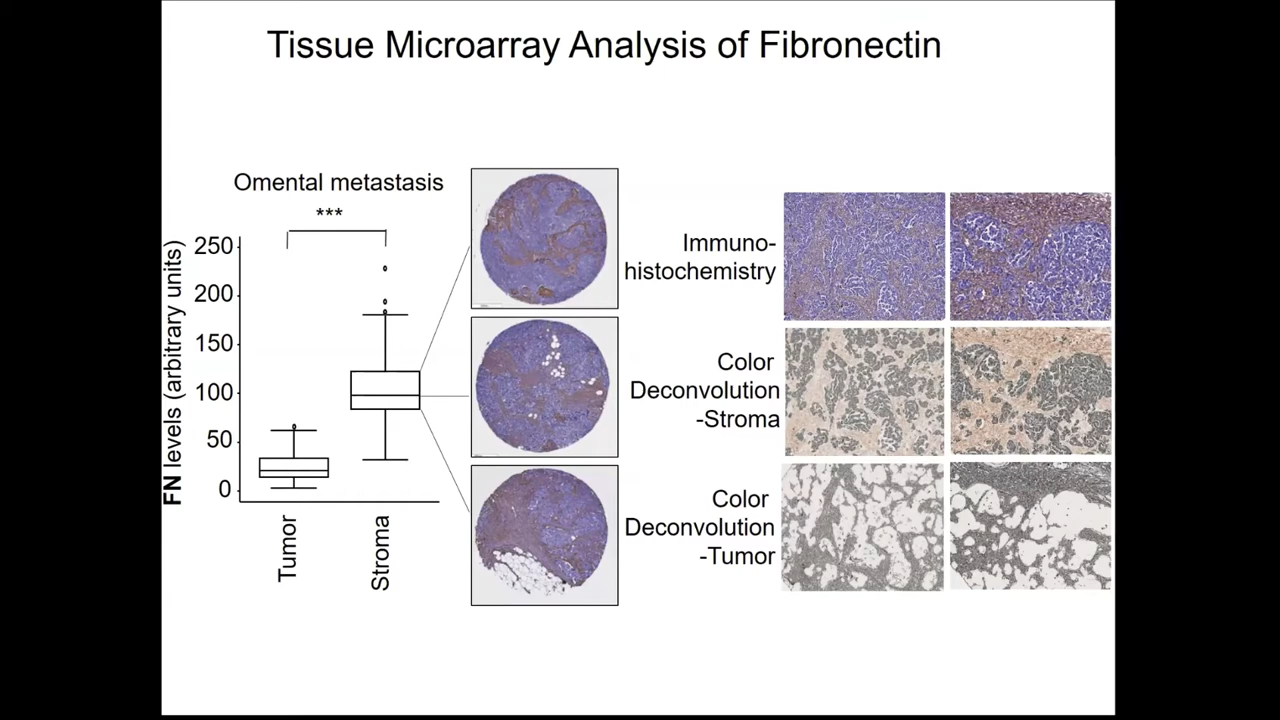 Tissue Microarray Analysis of Fibronectin
Omental metastasis
***
FN levels (arbitrary units)
250
200
150
100
50
0
Tumor
Stroma
Immuno-
histochemistry
Color
Deconvolution
-Stroma
Color
Deconvolution
-Tumor